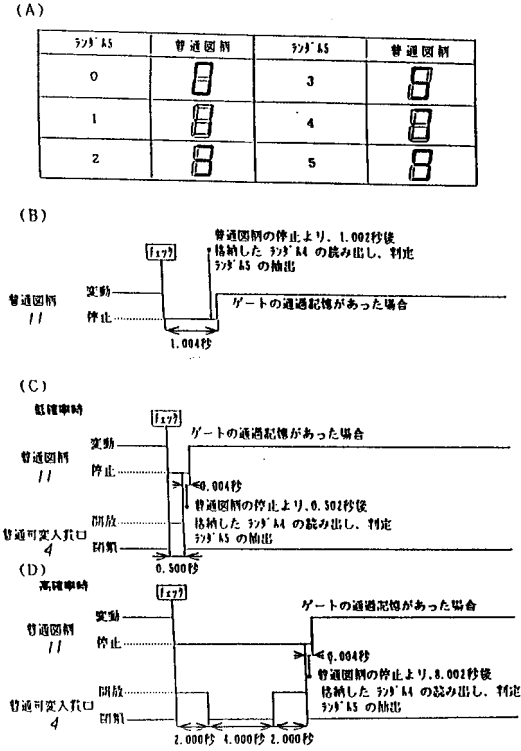 (A)
ランダム5 普通図柄 ランダム5 普通図柄
0 3
1 4
2 5
(B)
普通図柄の停止より、1.002秒後
格納した ランダム4 の読み出し、判定
ランダム5 の抽出
チェック
変動
ゲートの通過記憶があった場合
普通図柄
11
停止
1.004秒
(C)
低確率時
チェック
ゲートの通過記憶があった場合
変動
普通図柄
11
停止
0.004秒
普通図柄の停止より、0.502秒後
格納した ランダム4 の読み出し、判定
ランダム5 の抽出
開放
普通可変入賞口
4
閉鎖
0.500秒
(D)
高確率時
チェック
ゲートの通過記憶があった場合
変動
普通図柄
11
停止
0.004秒
普通図柄の停止より、8.002秒後
格納した ランダム4 の読み出し、判定
ランダム5 の抽出
開放
普通可変入賞口
4
閉鎖
2.000秒 4.000秒 2.000秒